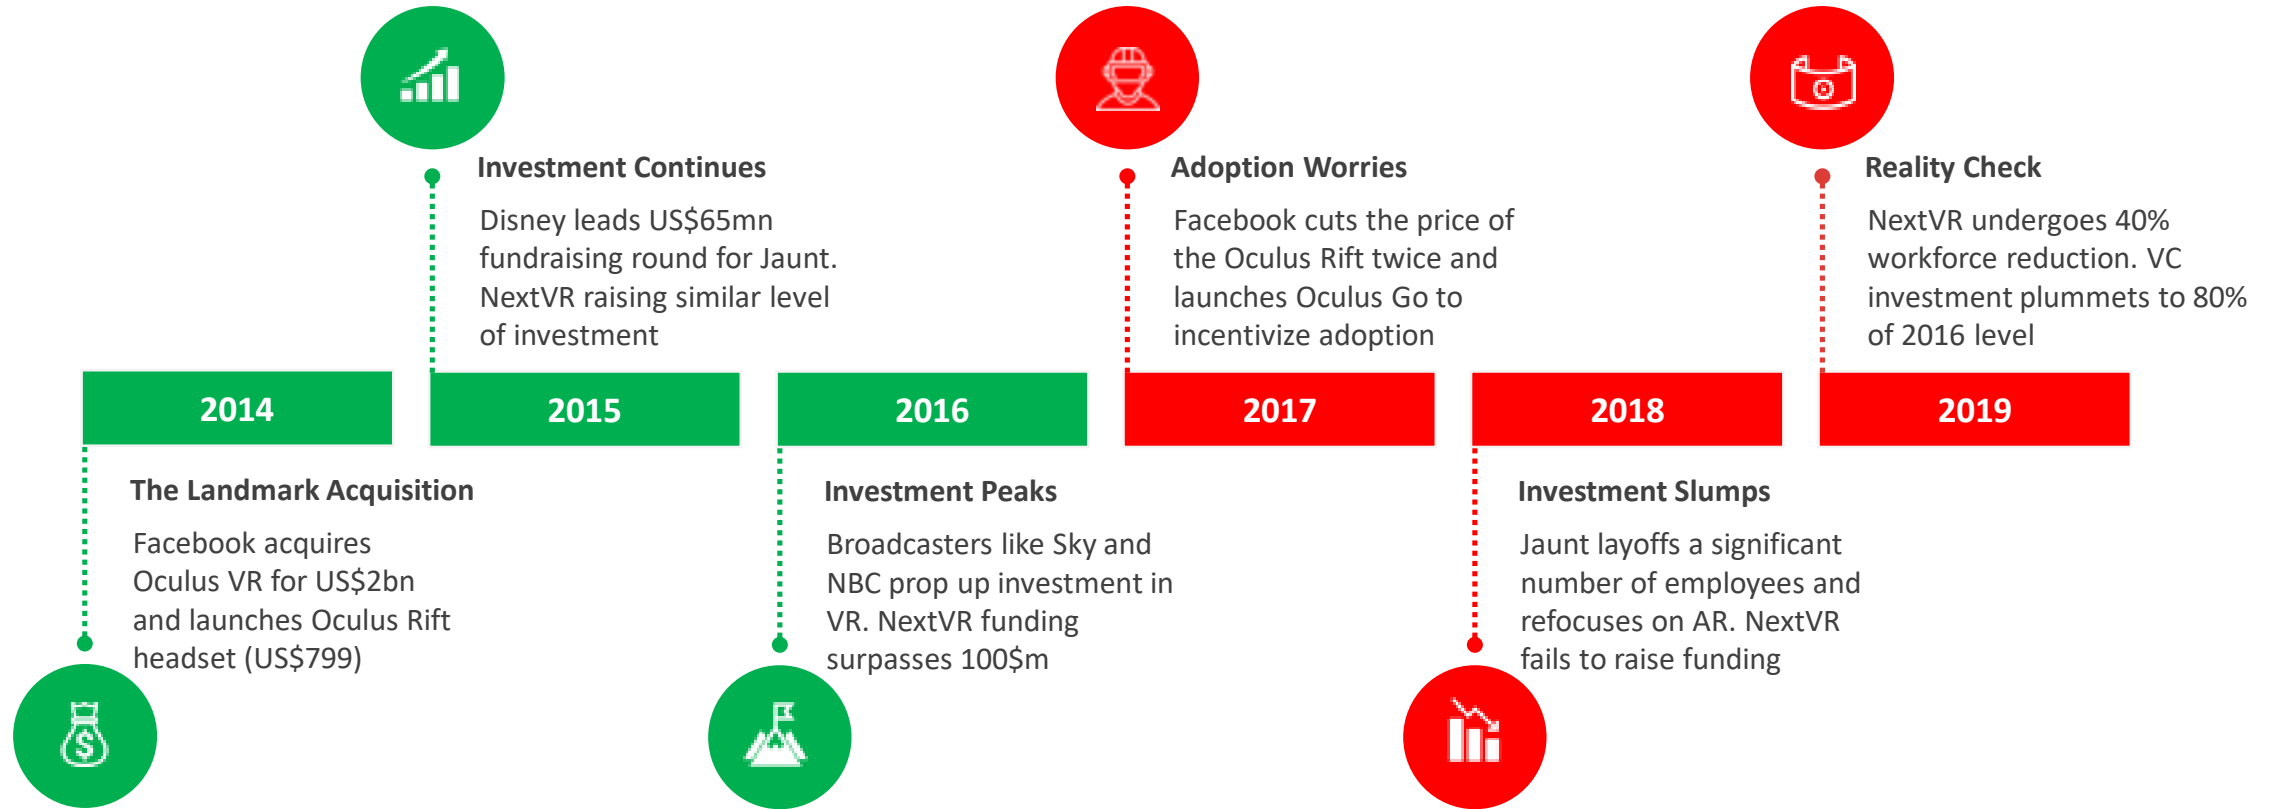 2014
The Landmark Acquisition
Facebook acquires
Oculus VR for US$2bn
and launches Oculus Rift
headset (US$799)
$
Investment Continues
Disney leads US$65mn
fundraising round for Jaunt.
NextVR raising similar level
of investment
2015
2016
Investment Peaks
Broadcasters like Sky and
NBC prop up investment in
VR. NextVR funding
surpasses 100$m
Adoption Worries
Facebook cuts the price of
the Oculus Rift twice and
launches Oculus Go to
incentivize adoption
2017
2018
Investment Slumps
Jaunt layoffs a significant
number of employees and
refocuses on AR. NextVR
fails to raise funding
Reality Check
NextVR undergoes 40%
workforce reduction. VC
investment plummets to 80%
of 2016 level
2019